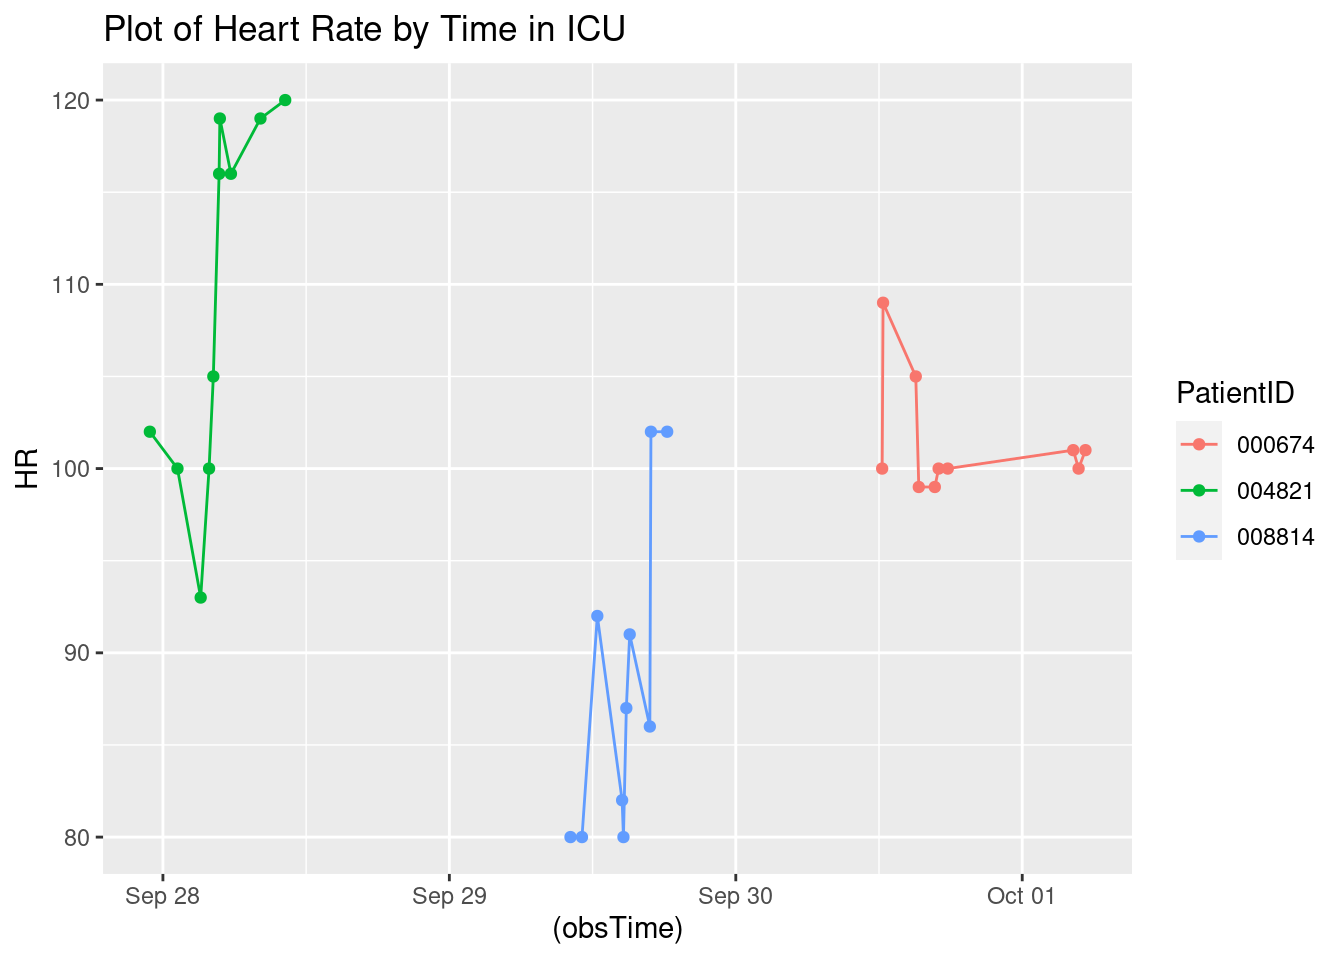 Plot of Heart Rate by Time in ICU
120
110
100
90
80
HR
Sep 28
Sep 29
Sep 30
Oct 01
(obsTime)
PatientID
000674
004821
008814